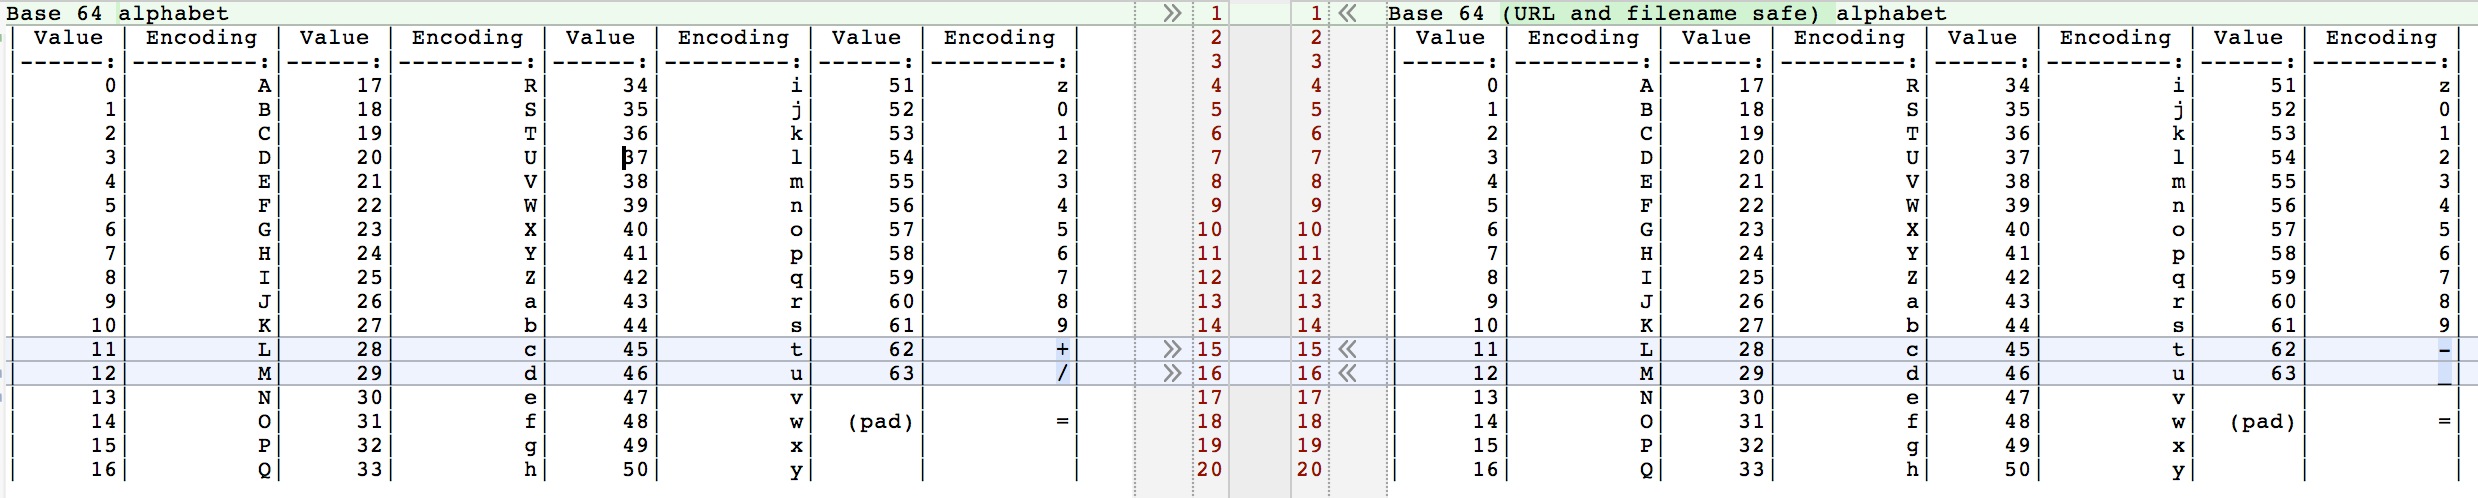 Base 64 alphabet
| Value | Encoding | Value | Encoding | Value | Encoding | Value | Encoding |
|------:|---------:|------:|---------:|------:|---------:|------:|---------:|
| 0| A| 17| R| 34| i| 51| z|
| 1| B| 18| S| 35| j| 52| 0|
| 2| C| 19| T| 36| k| 53| 1|
| 3| D| 20| U| 37| l| 54| 2|
| 4| E| 21| V| 38| m| 55| 3|
| 5| F| 22| W| 39| n| 56| 4|
| 6| G| 23| X| 40| o| 57| 5|
| 7| H| 24| Y| 41| p| 58| 6|
| 8| I| 25| Z| 42| q| 59| 7|
| 9| J| 26| a| 43| r| 60| 8|
| 10| K| 27| b| 44| s| 61| 9|
| 11| L| 28| c| 45| t| 62| +|
| 12| M| 29| d| 46| u| 63| /|
| 13| N| 30| e| 47| v| | |
| 14| O| 31| f| 48| w| (pad)| =|
| 15| P| 32| g| 49| x| | |
| 16| Q| 33| h| 50| y| | |
» 1 1 «
2 2
3 3
4 4
5 5
6 6
7 7
8 8
9 9
10 10
11 11
12 12
13 13
14 14
» 15 15 «
» 16 16 «
17 17
18 18
19 19
20 20
Base 64 (URL and filename safe) alphabet
| Value | Encoding | Value | Encoding | Value | Encoding | Value | Encoding |
|------:|---------:|------:|---------:|------:|---------:|------:|---------:|
| 0| A| 17| R| 34| i| 51| z|
| 1| B| 18| S| 35| j| 52| 0|
| 2| C| 19| T| 36| k| 53| 1|
| 3| D| 20| U| 37| l| 54| 2|
| 4| E| 21| V| 38| m| 55| 3|
| 5| F| 22| W| 39| n| 56| 4|
| 6| G| 23| X| 40| o| 57| 5|
| 7| H| 24| Y| 41| p| 58| 6|
| 8| I| 25| Z| 42| q| 59| 7|
| 9| J| 26| a| 43| r| 60| 8|
| 10| K| 27| b| 44| s| 61| 9|
| 11| L| 28| c| 45| t| 62| -|
| 12| M| 29| d| 46| u| 63| _|
| 13| N| 30| e| 47| v| | |
| 14| O| 31| f| 48| w| (pad)| =|
| 15| P| 32| g| 49| x| | |
| 16| Q| 33| h| 50| y| | |